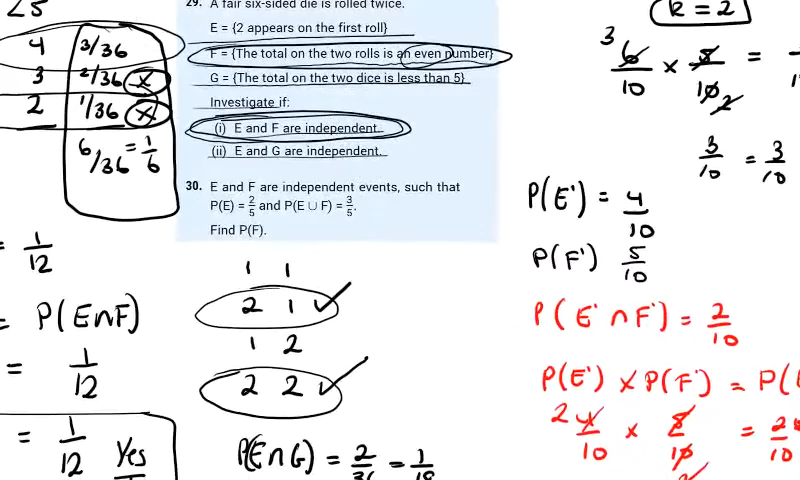 <5
4 3/36
3 2/36 x
2 1/36 x
6/36 = 1/6
= 1/12
= P(E∩F)
= 1/12
= 1/12 Yes
29. A fair six-sided die is rolled twice.
E = {2 appears on the first roll}
F = {The total on the two rolls is an even number}
G = {The total on the two dice is less than 5}
Investigate if:
(i) E and F are independent.
(ii) E and G are independent.
30. E and F are independent events, such that
P(E) = 2/5 and P(E ∪ F) = 3/5.
Find P(F).
1 1
2 1 ✓
1 2
2 2 ✓
P(E∩G) = 2/36 = 1/18
k = 2
3 6/10 × 5/10 2 =
3/10 = 3/10
P(E') = 4/10
P(F') 5/10
P(E' ∩ F') = 2/10
P(E') × P(F') = P(E
2 4/10 × 5/10 = 2/10